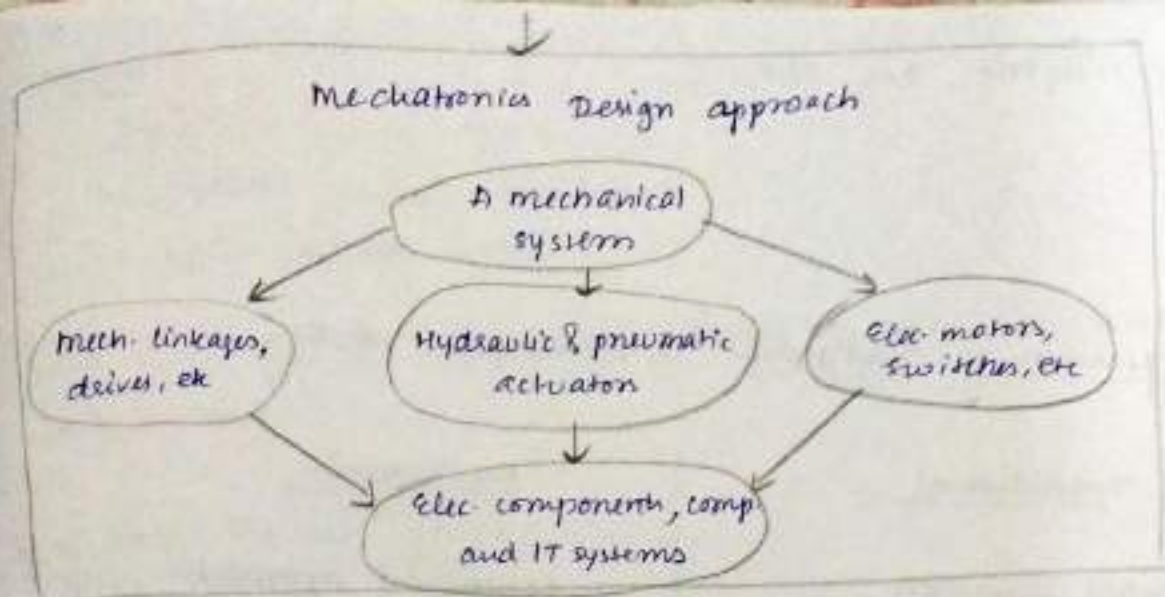 Mechatronics Design approach
A mechanical
system
Mech. linkages,
drives, etc
Hydraulic & pneumatic
actuators
Elec. motors,
switches, etc
Elec components, comp.
and IT systems